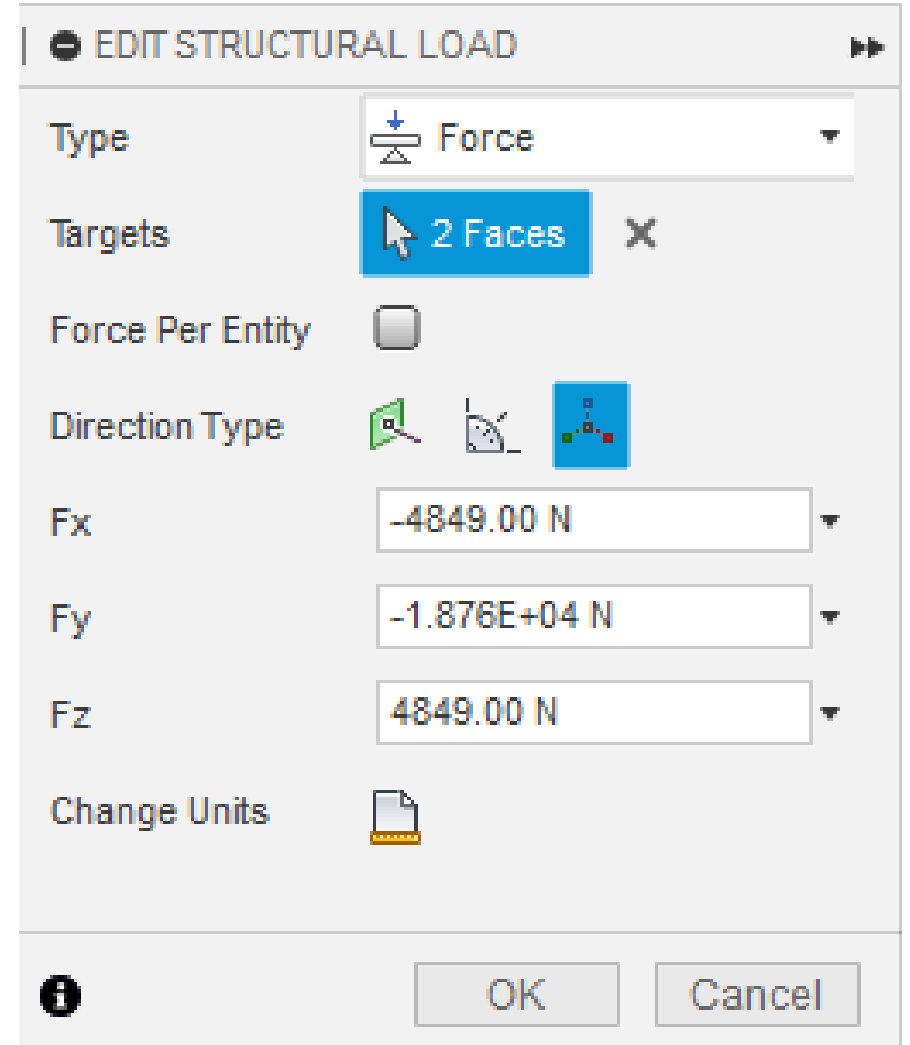 EDIT STRUCTURAL LOAD
Type Force
Targets 2 Faces
Force Per Entity
Direction Type
Fx -4849.00 N
Fy -1.876E+04 N
Fz 4849.00 N
Change Units
OK Cancel